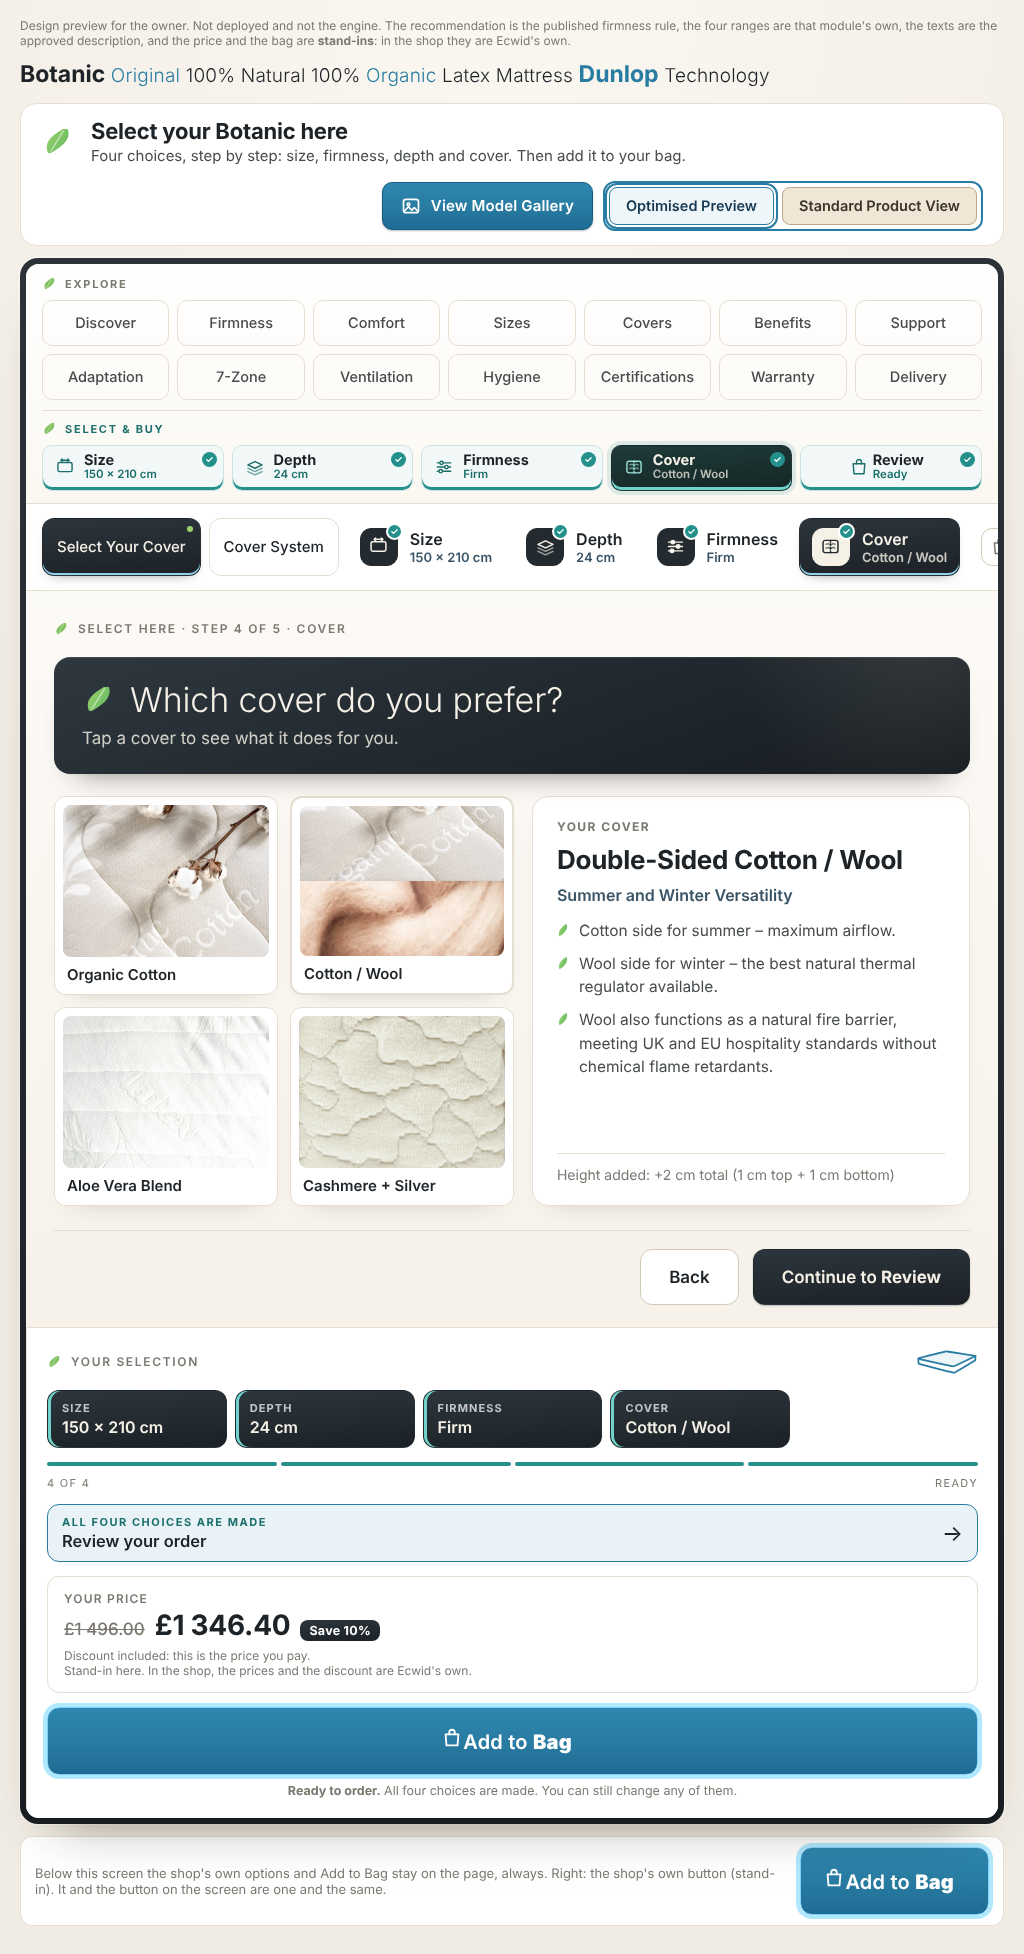 Design preview for the owner. Not deployed and not the engine. The recommendation is the published firmness rule, the four ranges are that module's own, the texts are the
approved description, and the price and the bag are stand-ins: in the shop they are Ecwid's own.
Botanic Original 100% Natural 100% Organic Latex Mattress Dunlop Technology
Select your Botanic here
Four choices, step by step: size, firmness, depth and cover. Then add it to your bag.
View Model Gallery
Optimised Preview
Standard Product View
EXPLORE
Discover
Firmness
Comfort
Sizes
Covers
Benefits
Support
Adaptation
7-Zone
Ventilation
Hygiene
Certifications
Warranty
Delivery
SELECT & BUY
Size
150 × 210 cm
Depth
24 cm
Firmness
Firm
Cover
Cotton / Wool
Review
Ready
Select Your Cover
Cover System
Size
150 × 210 cm
Depth
24 cm
Firmness
Firm
Cover
Cotton / Wool
SELECT HERE · STEP 4 OF 5 · COVER
Which cover do you prefer?
Tap a cover to see what it does for you.
Cotton
Organic Cotton
Cotton
Cotton / Wool
Aloe Vera Blend
Cashmere + Silver
YOUR COVER
Double-Sided Cotton / Wool
Summer and Winter Versatility
Cotton side for summer – maximum airflow.
Wool side for winter – the best natural thermal
regulator available.
Wool also functions as a natural fire barrier,
meeting UK and EU hospitality standards without
chemical flame retardants.
Height added: +2 cm total (1 cm top + 1 cm bottom)
Back
Continue to Review
YOUR SELECTION
SIZE
150 × 210 cm
DEPTH
24 cm
FIRMNESS
Firm
COVER
Cotton / Wool
4 OF 4
READY
ALL FOUR CHOICES ARE MADE
Review your order
YOUR PRICE
£1 496.00 £1 346.40 Save 10%
Discount included: this is the price you pay.
Stand-in here. In the shop, the prices and the discount are Ecwid's own.
Add to Bag
Ready to order. All four choices are made. You can still change any of them.
Below this screen the shop's own options and Add to Bag stay on the page, always. Right: the shop's own button (stand-
in). It and the button on the screen are one and the same.
Add to Bag